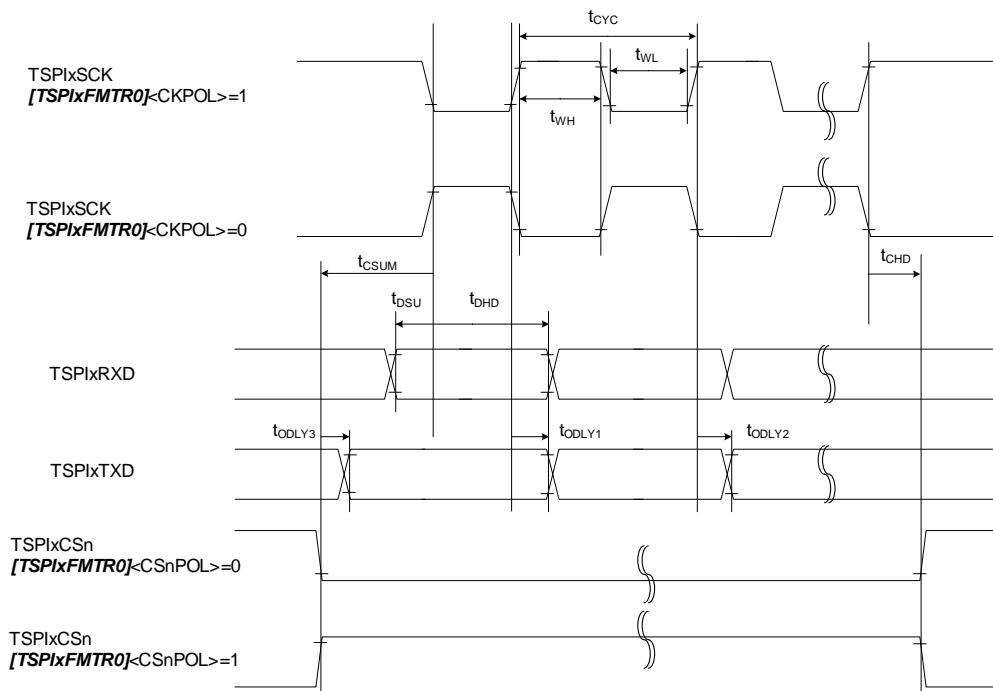 tCYC
TSPIxSCK
[TSPIxFMTR0]<CKPOL>=1
tWL
tWH
TSPIxSCK
[TSPIxFMTR0]<CKPOL>=0
tCSUM
tCHD
tDSU
tDHD
TSPIxRXD
tODLY3
tODLY1
tODLY2
TSPIxTXD
TSPIxCSn
[TSPIxFMTR0]<CSnPOL>=0
TSPIxCSn
[TSPIxFMTR0]<CSnPOL>=1